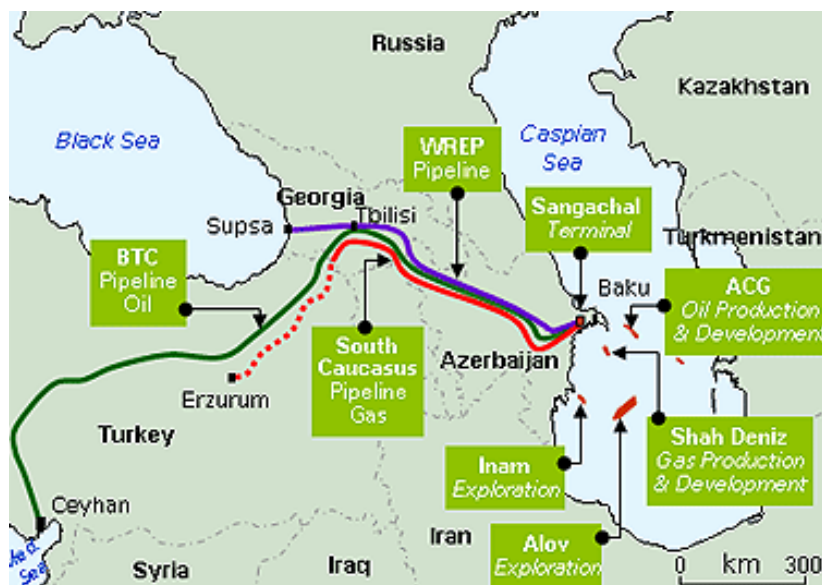 Russia
Kazakhstan
Black Sea
Caspian
Sea
WREP
Pipeline
Georgia
Tbilisi
Supsa
Sangachal
Terminal
Turkmenistan
BTC
Pipeline
Oil
Baku
ACG
Oil Production
& Development
South
Caucasus
Pipeline
Gas
Azerbaijan
Erzurum
Turkey
Inam
Exploration
Shah Deniz
Gas Production
& Development
Ceyhan
Sea
Syria
Iraq
Iran
Alov
Exploration
0 km 300